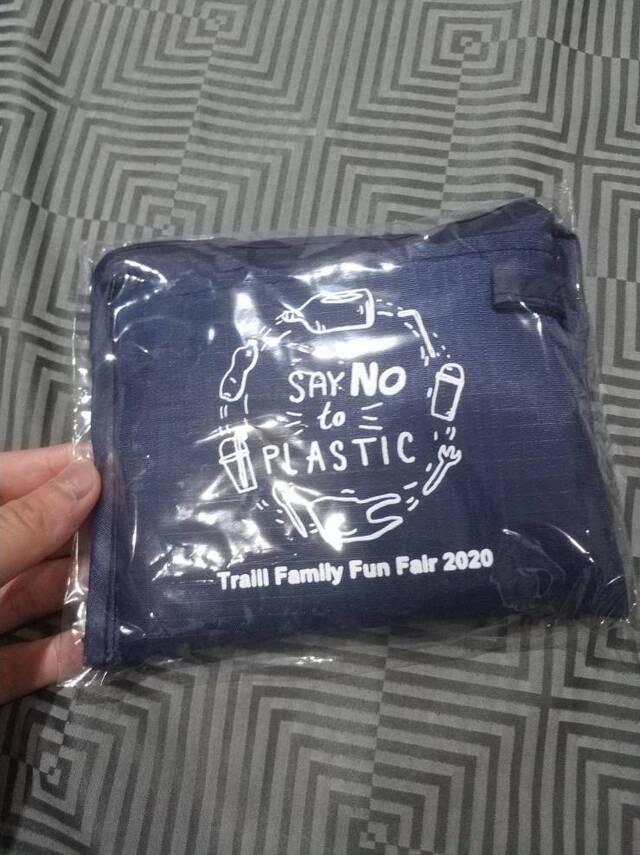 SAY NO
to
PLASTIC
Traill Family Fun Fair 2020